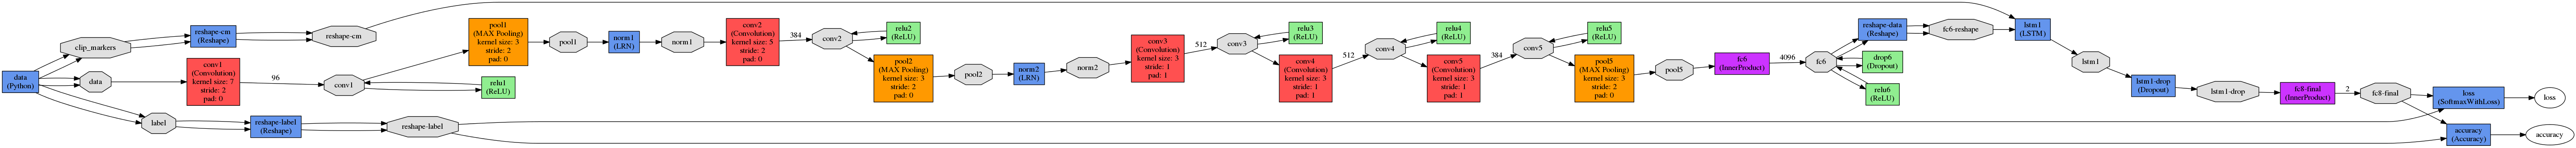 data
(Python)
clip_markers
data
label
reshape-cm
(Reshape)
conv1
(Convolution)
kernel size: 7
stride: 2
pad: 0
reshape-label
(Reshape)
reshape-cm
96
conv1
reshape-label
pool1
(MAX Pooling)
kernel size: 3
stride: 2
pad: 0
relu1
(ReLU)
pool1
norm1
(LRN)
norm1
conv2
(Convolution)
kernel size: 5
stride: 2
pad: 0
384
conv2
relu2
(ReLU)
pool2
(MAX Pooling)
kernel size: 3
stride: 2
pad: 0
pool2
norm2
(LRN)
norm2
conv3
(Convolution)
kernel size: 3
stride: 1
pad: 1
512
conv3
relu3
(ReLU)
conv4
(Convolution)
kernel size: 3
stride: 1
pad: 1
512
conv4
relu4
(ReLU)
conv5
(Convolution)
kernel size: 3
stride: 1
pad: 1
384
conv5
relu5
(ReLU)
pool5
(MAX Pooling)
kernel size: 3
stride: 2
pad: 0
pool5
fc6
(InnerProduct)
4096
fc6
reshape-data
(Reshape)
drop6
(Dropout)
relu6
(ReLU)
fc6-reshape
lstm1
(LSTM)
lstm1
lstm1-drop
(Dropout)
lstm1-drop
fc8-final
(InnerProduct)
2
fc8-final
loss
(SoftmaxWithLoss)
accuracy
(Accuracy)
loss
accuracy